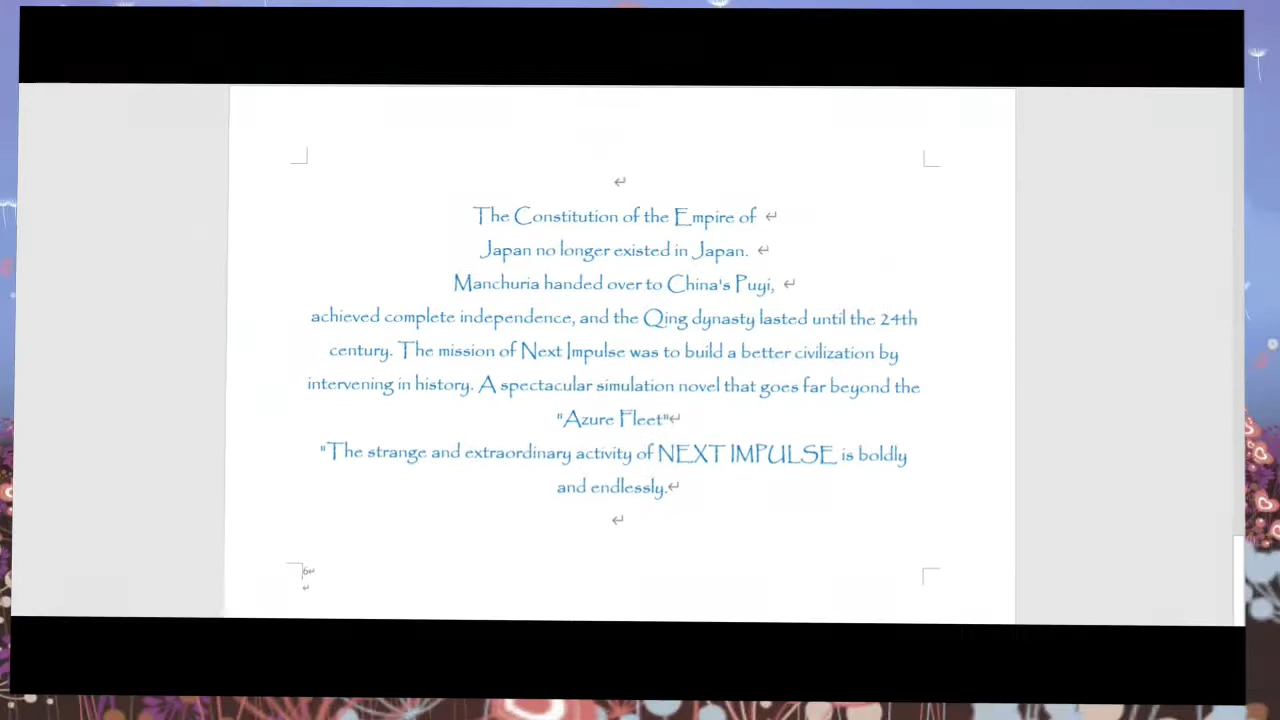 The Constitution of the Empire of
Japan no longer existed in Japan.
Manchuria handed over to China's Puyi,
achieved complete independence, and the Qing dynasty lasted until the 24th
century. The mission of Next Impulse was to build a better civilization by
intervening in history. A spectacular simulation novel that goes far beyond the
"Azure Fleet"
"The strange and extraordinary activity of NEXT IMPULSE is boldly
and endlessly.
6